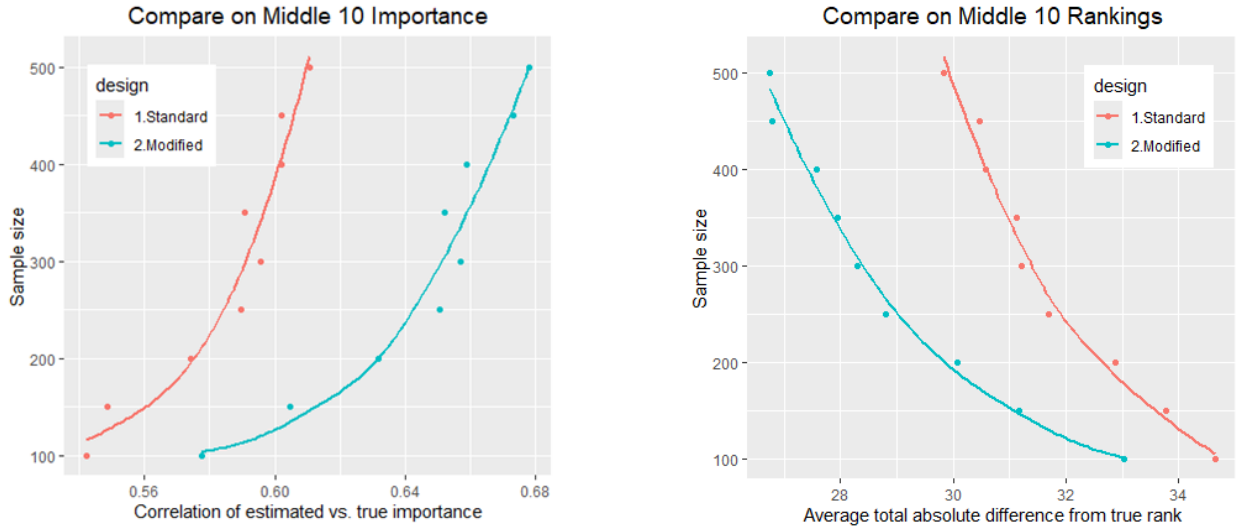 Compare on Middle 10 Importance
Sample size
500
400
300
200
100
design
1.Standard
2.Modified
0.56 0.60 0.64 0.68
Correlation of estimated vs. true importance
Compare on Middle 10 Rankings
Sample size
500
400
300
200
100
design
1.Standard
2.Modified
28 30 32 34
Average total absolute difference from true rank